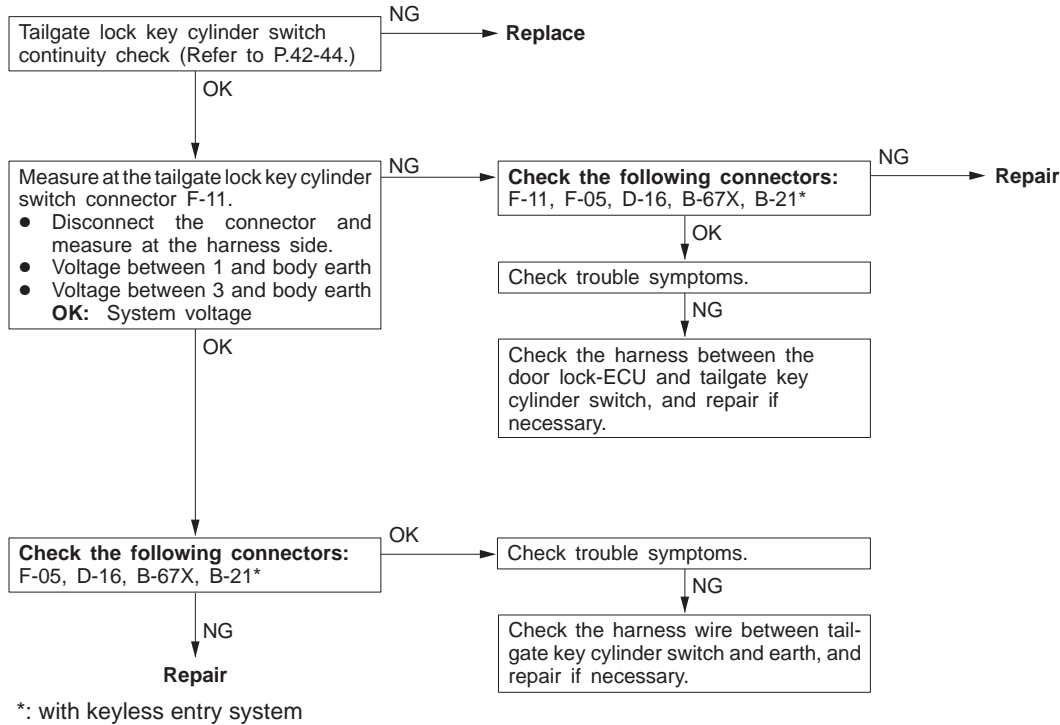 Tailgate lock key cylinder switch
continuity check (Refer to P.42-44.)
NG
Replace
OK
Measure at the tailgate lock key cylinder
switch connector F-11.
● Disconnect the connector and
measure at the harness side.
● Voltage between 1 and body earth
● Voltage between 3 and body earth
OK: System voltage
NG
Check the following connectors:
F-11, F-05, D-16, B-67X, B-21*
NG
Repair
OK
Check trouble symptoms.
NG
Check the harness between the
door lock-ECU and tailgate key
cylinder switch, and repair if
necessary.
OK
Check the following connectors:
F-05, D-16, B-67X, B-21*
OK
Check trouble symptoms.
NG
Check the harness wire between tail-
gate key cylinder switch and earth, and
repair if necessary.
NG
Repair
*: with keyless entry system